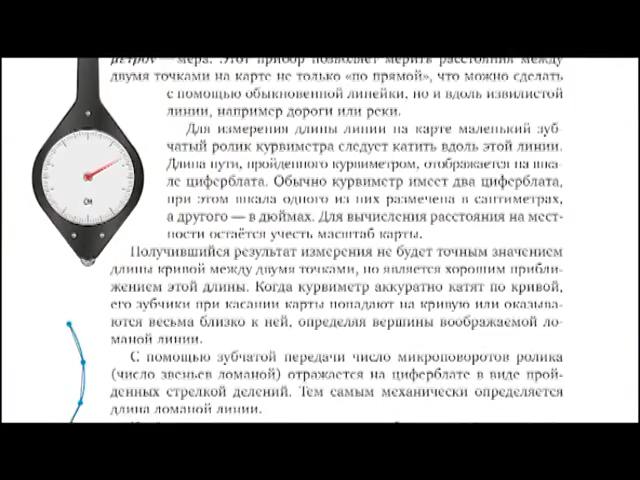 метрон — мера. Этот прибор позволяет мерить расстояния между
двумя точками на карте не только «по прямой», что можно сделать
с помощью обыкновенной линейки, но и вдоль извилистой
линии, например дороги или реки.
Для измерения длины линии на карте маленький зуб-
чатый ролик курвиметра следует катить вдоль этой линии.
Длина пути, пройденного курвиметром, отображается на шка-
ле циферблата. Обычно курвиметр имеет два циферблата,
при этом шкала одного из них размечена в сантиметрах,
а другого — в дюймах. Для вычисления расстояния на мест-
ности остаётся учесть масштаб карты.
СМ
Получившийся результат измерения не будет точным значением
длины кривой между двумя точками, но является хорошим прибли-
жением этой длины. Когда курвиметр аккуратно катят по кривой,
его зубчики при касании карты попадают на кривую или оказыва-
ются весьма близко к ней, определяя вершины воображаемой ло-
маной линии.
С помощью зубчатой передачи число микроповоротов ролика
(число звеньев ломаной) отражается на циферблате в виде прой-
денных стрелкой делений. Тем самым механически определяется
длина ломаной линии.